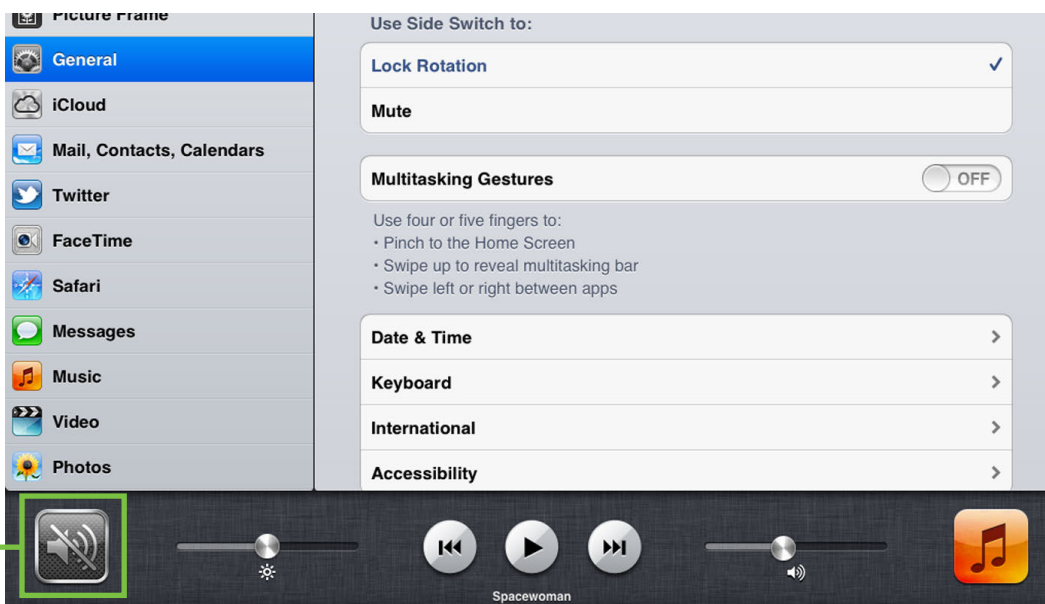 Picture Frame
General
iCloud
Mail, Contacts, Calendars
Twitter
FaceTime
Safari
Messages
Music
Video
Photos
Use Side Switch to:
Lock Rotation
Mute
Multitasking Gestures
OFF
Use four or five fingers to:
• Pinch to the Home Screen
• Swipe up to reveal multitasking bar
• Swipe left or right between apps
Date & Time
Keyboard
International
Accessibility
Spacewoman